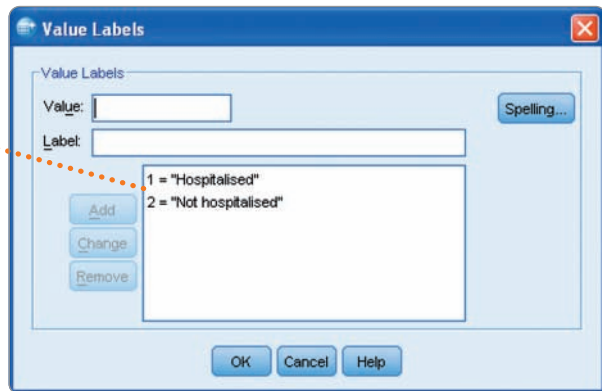 Value Labels
Value Labels
Value:
Spelling...
Label:
1 = "Hospitalised"
2 = "Not hospitalised"
Add
Change
Remove
OK Cancel Help